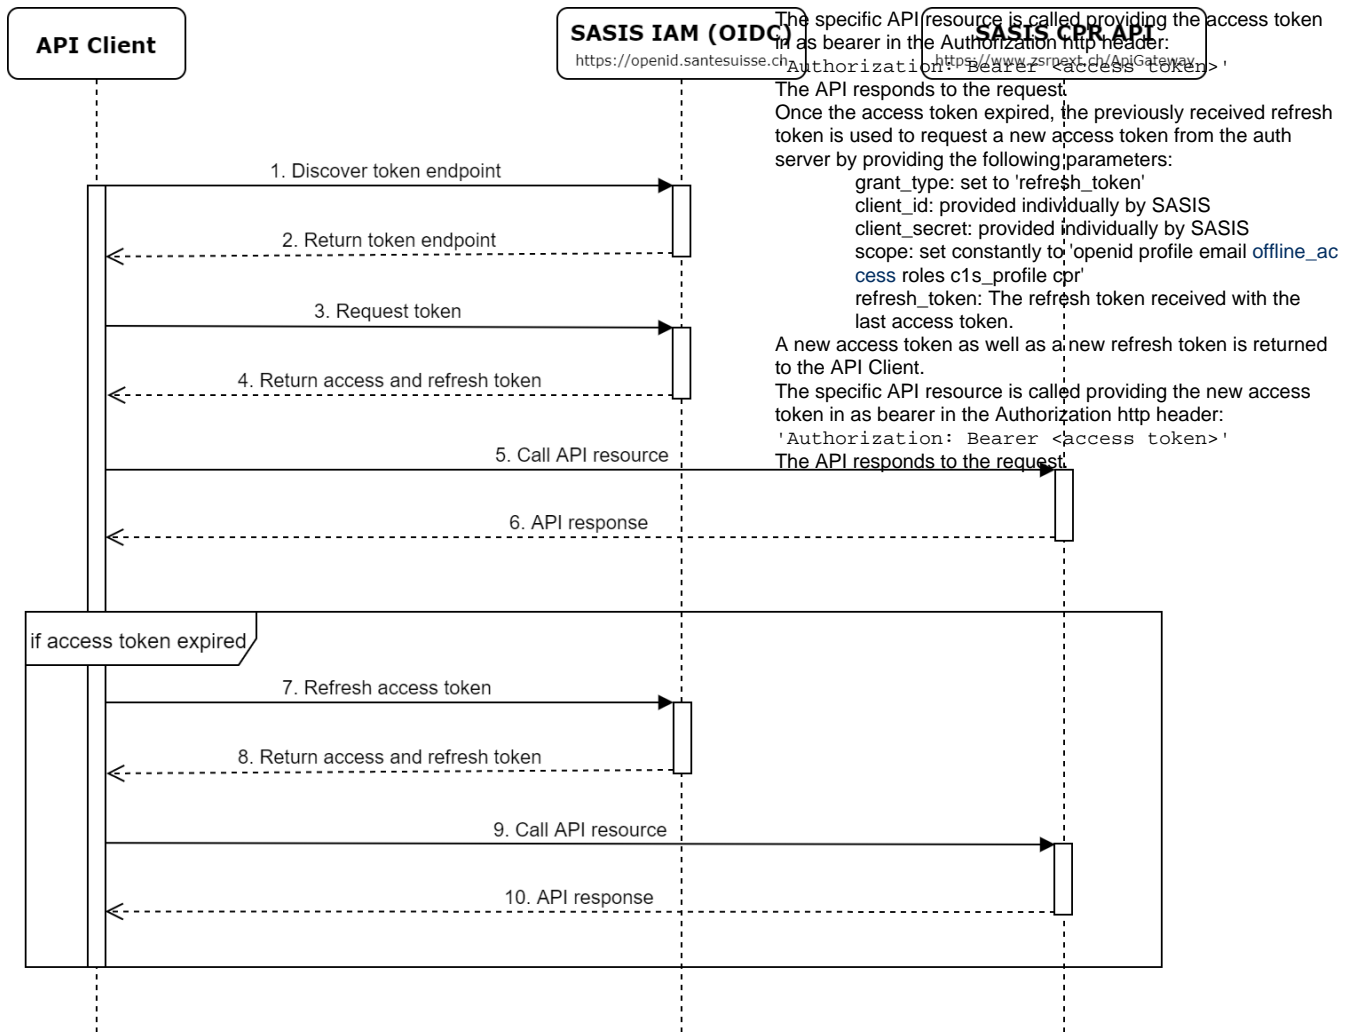 API Client
SASIS IAM (OIDC)
https://openid.santesuisse.ch
SASIS CPR API
https://www.zsrnext.ch/ApiGateway
The specific API resource is called providing the access token
in as bearer in the Authorization http header:
'Authorization: Bearer <access token>'
The API responds to the request.
Once the access token expired, the previously received refresh
token is used to request a new access token from the auth
server by providing the following parameters:
grant_type: set to 'refresh_token'
client_id: provided individually by SASIS
client_secret: provided individually by SASIS
scope: set constantly to 'openid profile email offline_ac
cess roles c1s_profile cpr'
refresh_token: The refresh token received with the
last access token.
A new access token as well as a new refresh token is returned
to the API Client.
The specific API resource is called providing the new access
token in as bearer in the Authorization http header:
'Authorization: Bearer <access token>'
The API responds to the request.
1. Discover token endpoint
2. Return token endpoint
3. Request token
4. Return access and refresh token
5. Call API resource
6. API response
if access token expired
7. Refresh access token
8. Return access and refresh token
9. Call API resource
10. API response